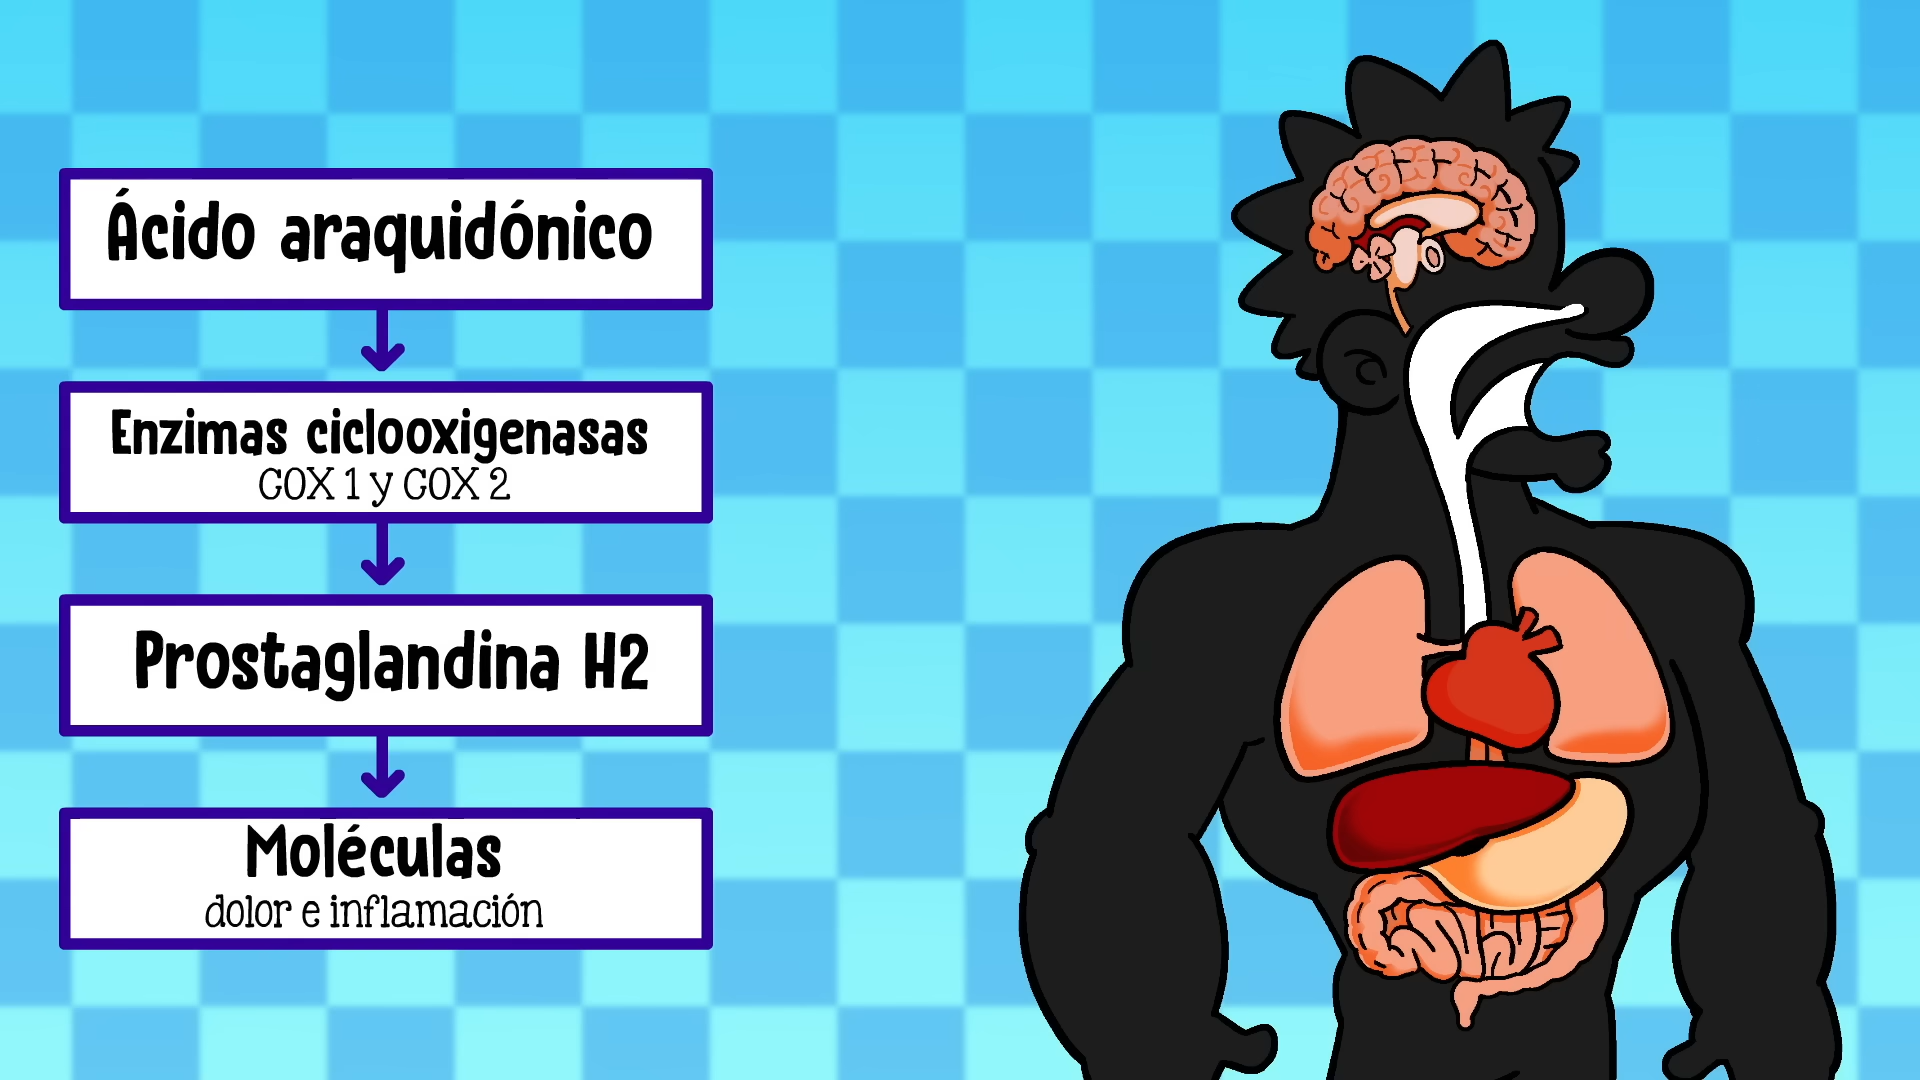 Ácido araquidónico
Enzimas ciclooxigenasas
COX 1 y COX 2
Prostaglandina H2
Moléculas
dolor e inflamación